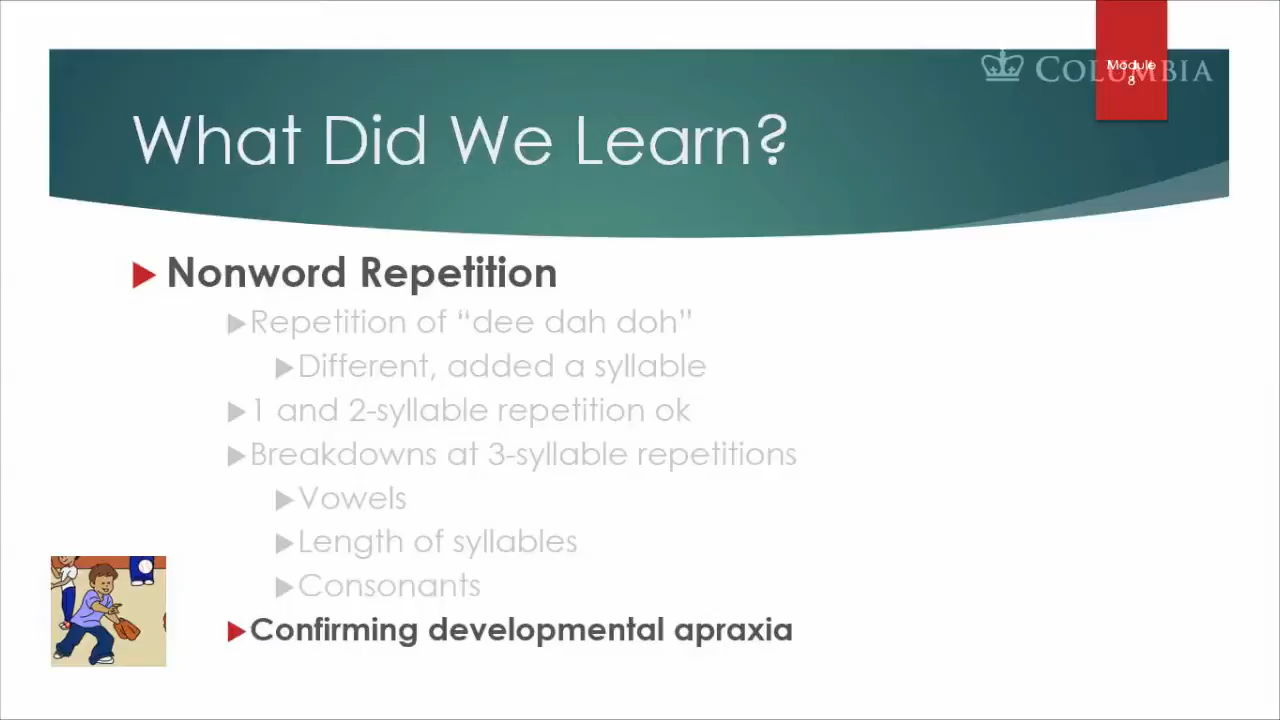 COLUMBIA
Module
8
What Did We Learn?
Nonword Repetition
Repetition of “dee dah doh”
Different, added a syllable
1 and 2-syllable repetition ok
Breakdowns at 3-syllable repetitions
Vowels
Length of syllables
Consonants
Confirming developmental apraxia